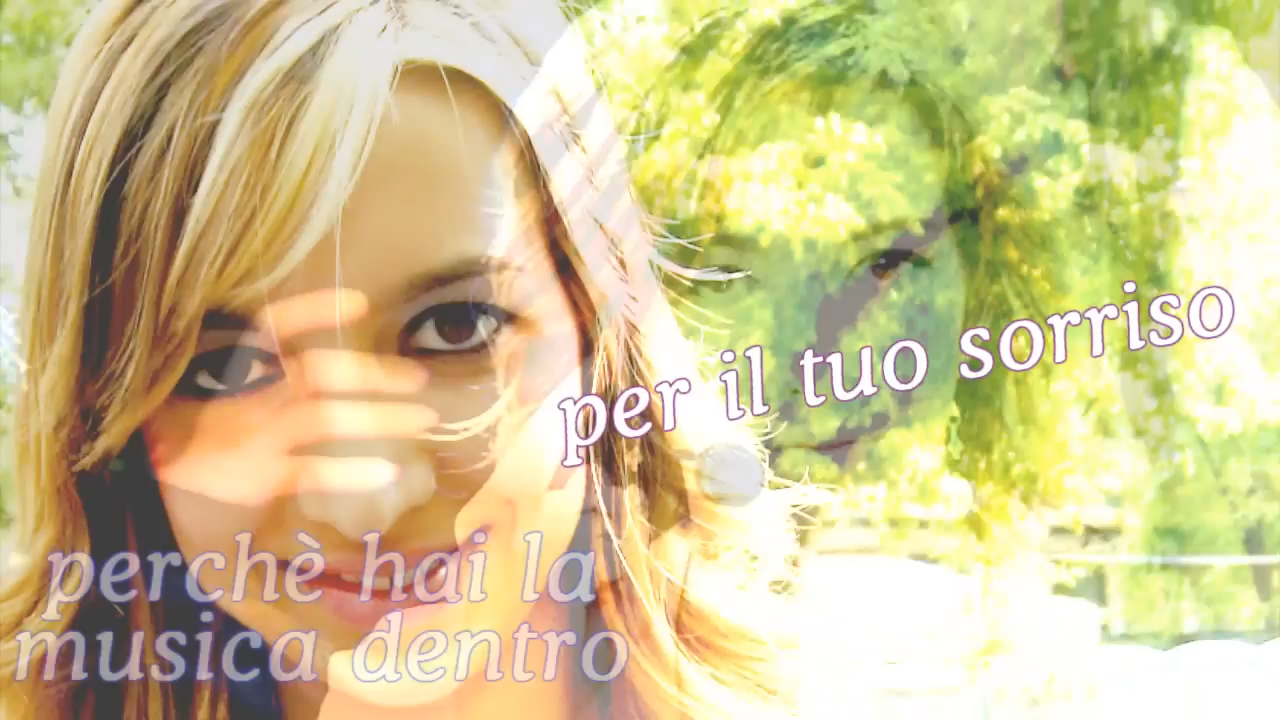 per il tuo sorriso
perchè hai la
musica dentro